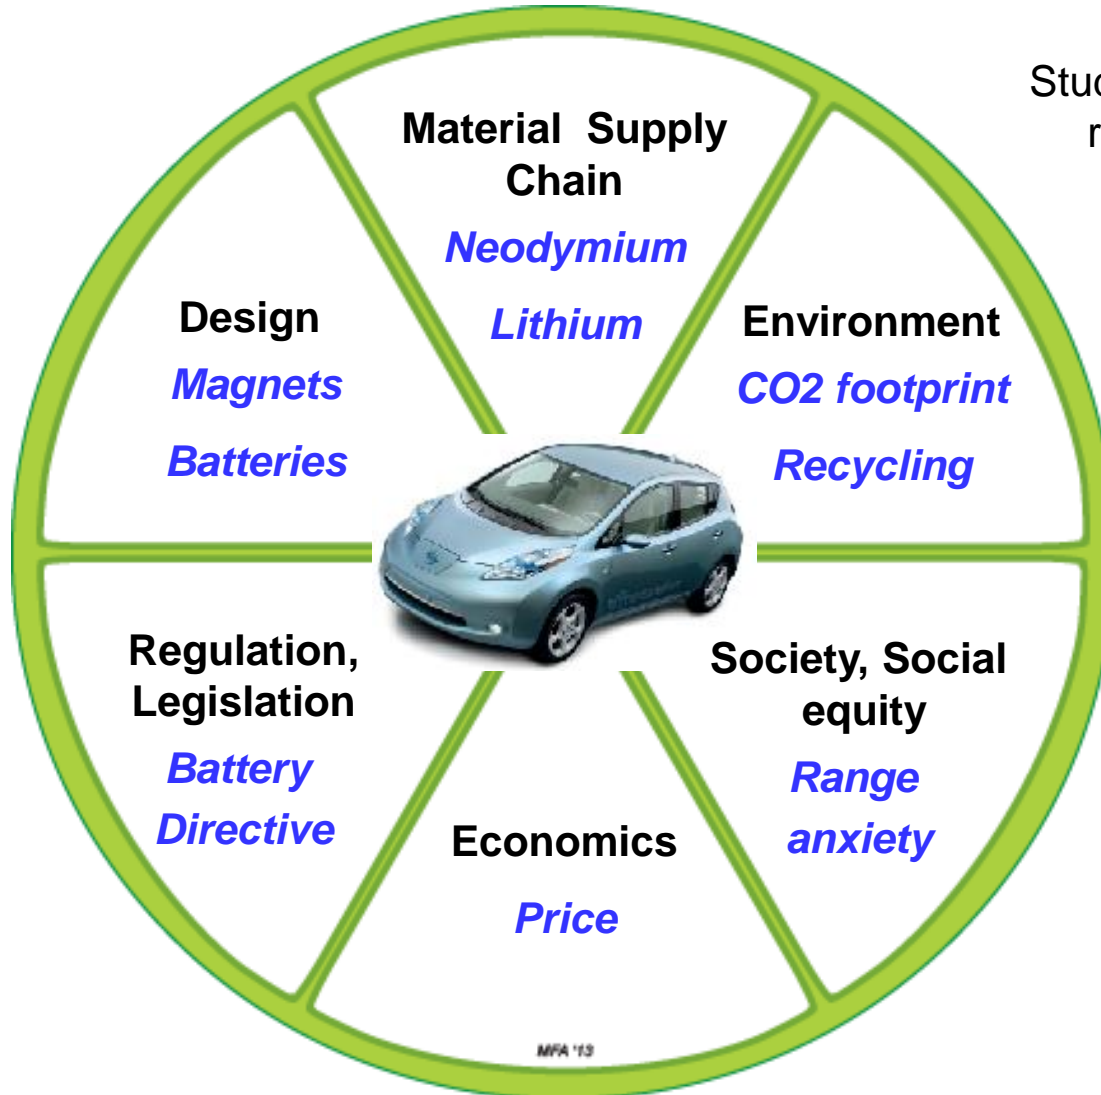 Material Supply
Chain
Neodymium
Lithium
Design
Magnets
Batteries
Environment
CO2 footprint
Recycling
Regulation,
Legislation
Battery
Directive
Society, Social
equity
Range
anxiety
Economics
Price
MFA '13